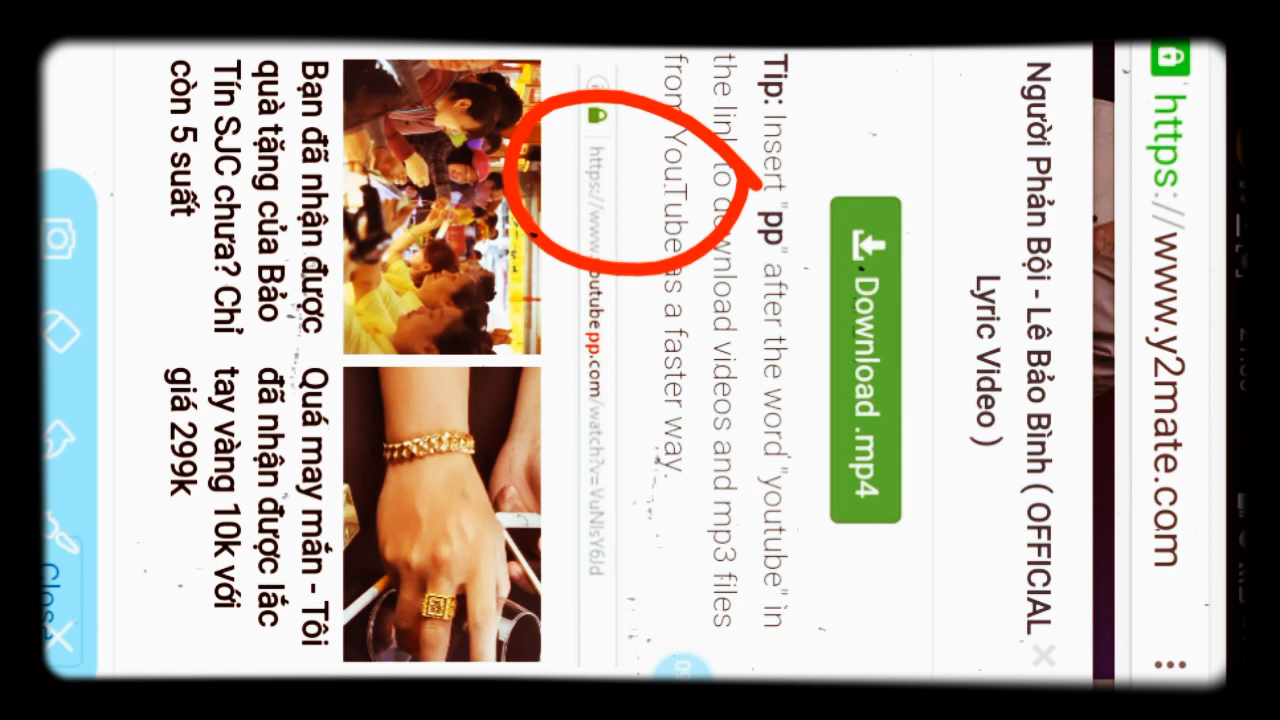 https://www.y2mate.com
Người Phản Bội - Lê Bảo Bình ( OFFICIAL
Lyric Video )
Download .mp4
Tip: Insert "pp" after the word "youtube" in
the link to download videos and mp3 files
from YouTube as a faster way.
https://www.youtubepp.com/watch?v=VuNIsY6Jd
Bạn đã nhận được
quà tặng của Bảo
Tín SJC chưa? Chỉ
còn 5 suất
Quá may mắn - Tôi
đã nhận được lắc
tay vàng 10k với
giá 299k
Close